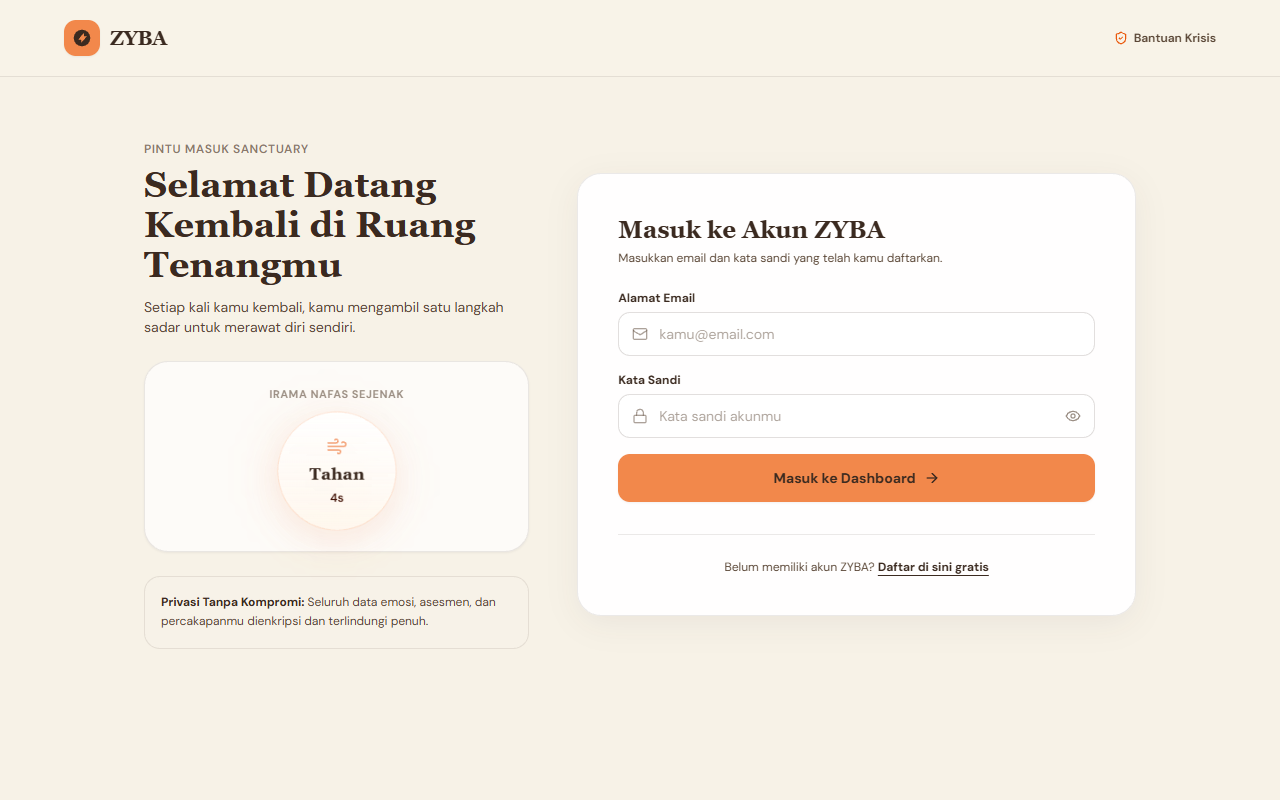 ZYBA
Bantuan Krisis
PINTU MASUK SANCTUARY
Selamat Datang
Kembali di Ruang
Tenangmu
Setiap kali kamu kembali, kamu mengambil satu langkah
sadar untuk merawat diri sendiri.
IRAMA NAFAS SEJENAK
Tahan
4s
Privasi Tanpa Kompromi: Seluruh data emosi, asesmen, dan
percakapanmu dienkripsi dan terlindungi penuh.
Masuk ke Akun ZYBA
Masukkan email dan kata sandi yang telah kamu daftarkan.
Alamat Email
kamu@email.com
Kata Sandi
Kata sandi akunmu
Masuk ke Dashboard
Belum memiliki akun ZYBA? Daftar di sini gratis